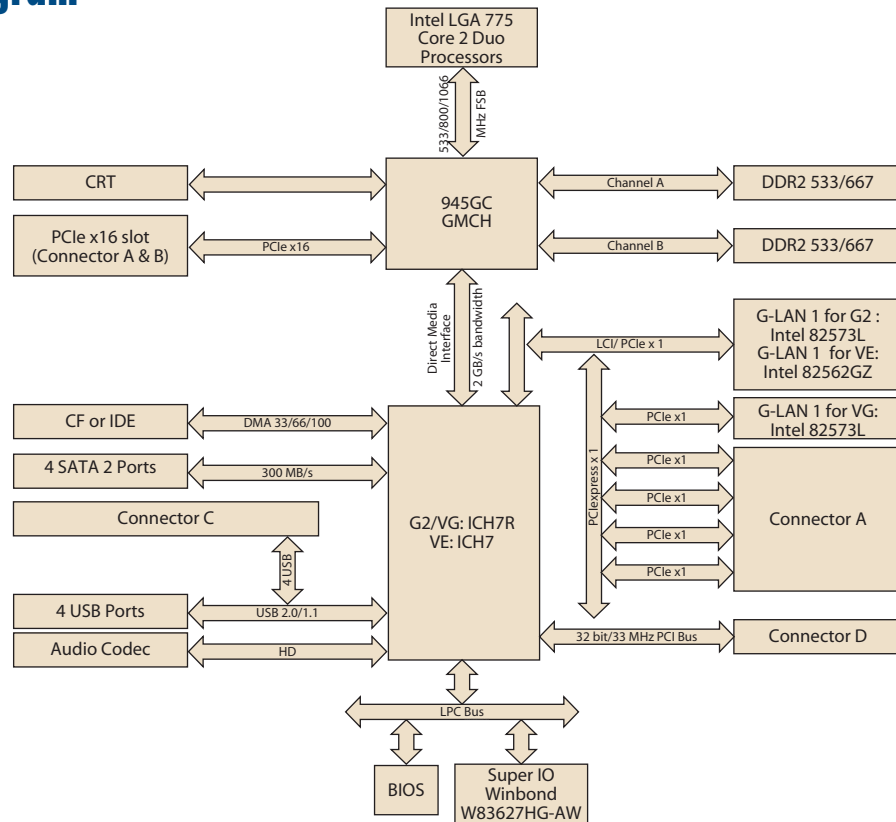 Intel LGA 775
Core 2 Duo
Processors
533/800/1066
MHz FSB
CRT
945GC
GMCH
Channel A
DDR2 533/667
PCIe x16 slot
(Connector A & B)
PCIe x16
Channel B
DDR2 533/667
Direct Media
Interface
2 GB/s bandwidth
LCI/ PCIe x 1
G-LAN 1 for G2 :
Intel 82573L
G-LAN 1 for VE:
Intel 82562GZ
CF or IDE
DMA 33/66/100
PCIe x1
G-LAN 1 for VG:
Intel 82573L
4 SATA 2 Ports
300 MB/s
PCIexpress x 1
PCIe x1
PCIe x1
PCIe x1
PCIe x1
Connector A
Connector C
G2/VG: ICH7R
VE: ICH7
4 USB
4 USB Ports
USB 2.0/1.1
Audio Codec
HD
32 bit/33 MHz PCI Bus
Connector D
LPC Bus
BIOS
Super IO
Winbond
W83627HG-AW